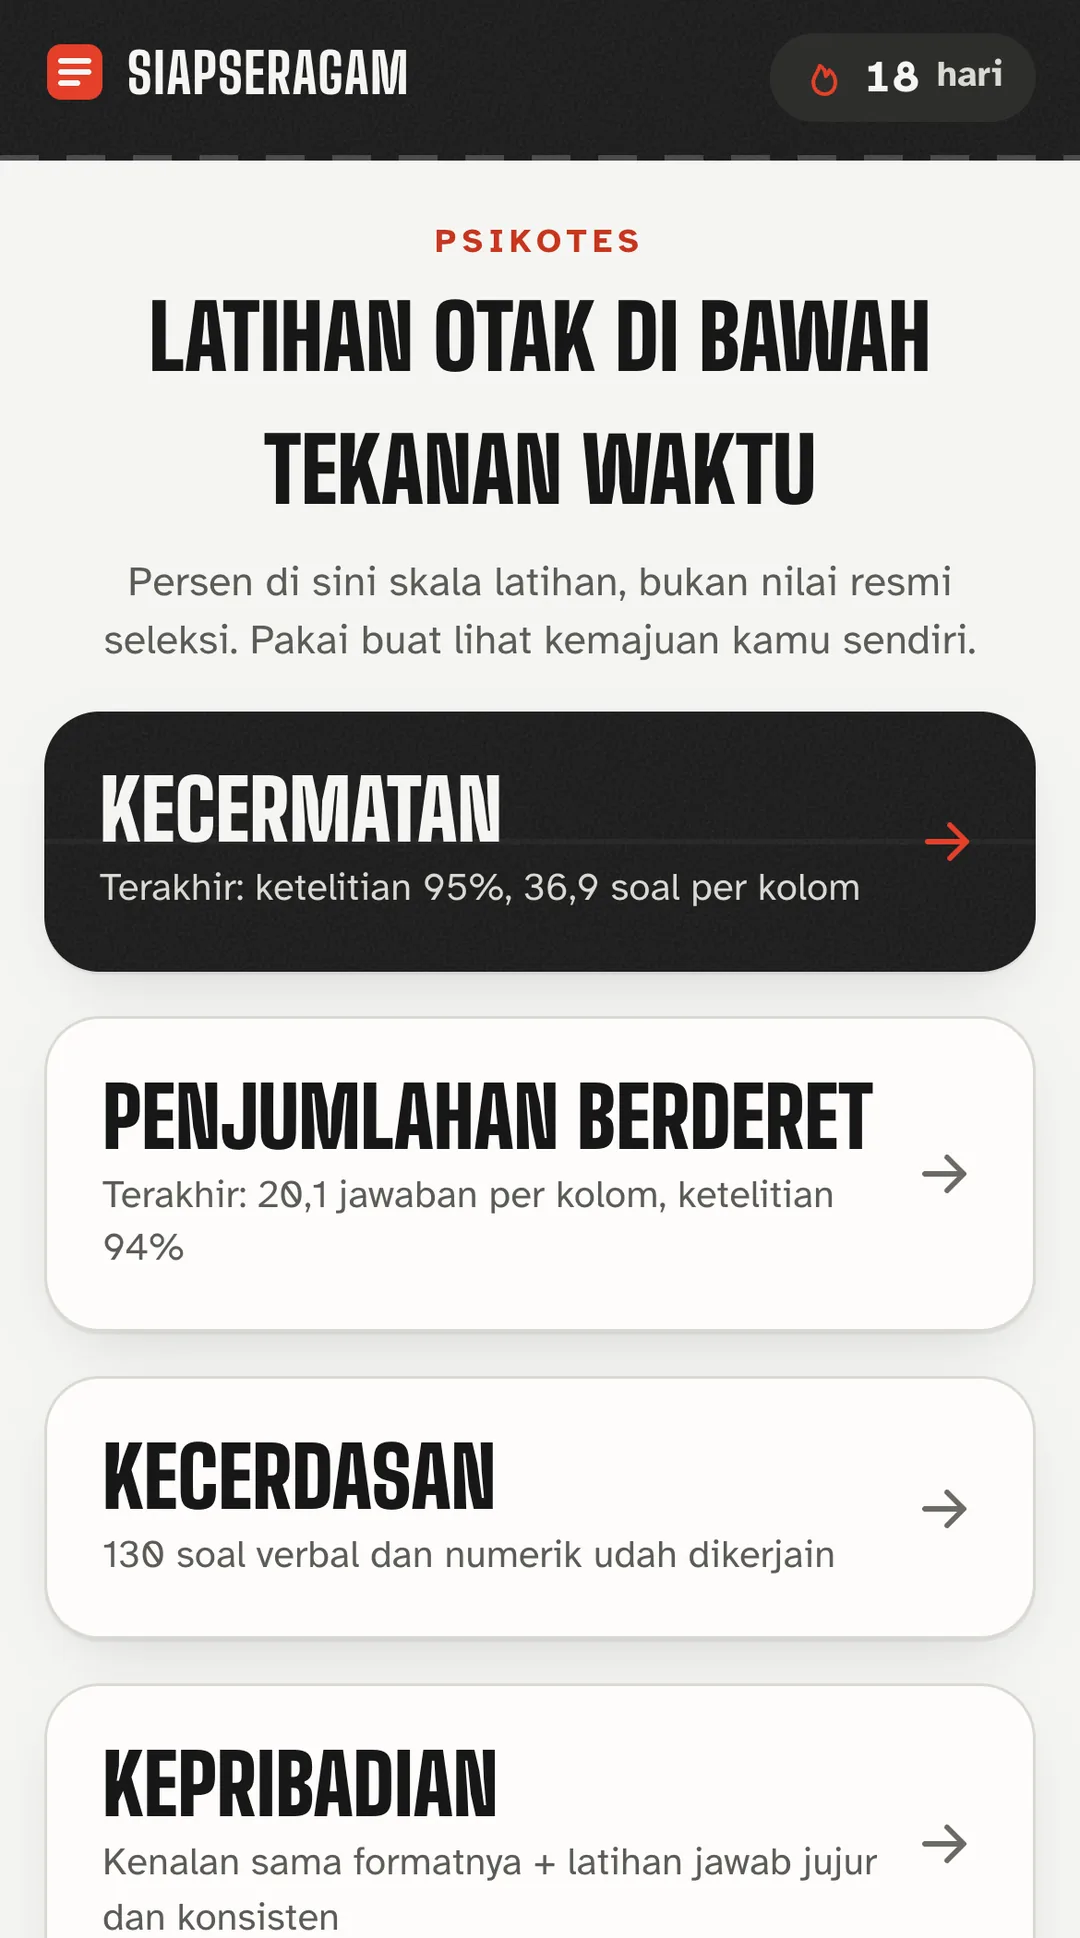 SIAPSERAGAM
18 hari
PSIKOTES
LATIHAN OTAK DI BAWAH
TEKANAN WAKTU
Persen di sini skala latihan, bukan nilai resmi
seleksi. Pakai buat lihat kemajuan kamu sendiri.
KECERMATAN
Terakhir: ketelitian 95%, 36,9 soal per kolom
PENJUMLAHAN BERDERET
Terakhir: 20,1 jawaban per kolom, ketelitian
94%
KECERDASAN
130 soal verbal dan numerik udah dikerjain
KEPRIBADIAN
Kenalan sama formatnya + latihan jawab jujur
dan konsisten